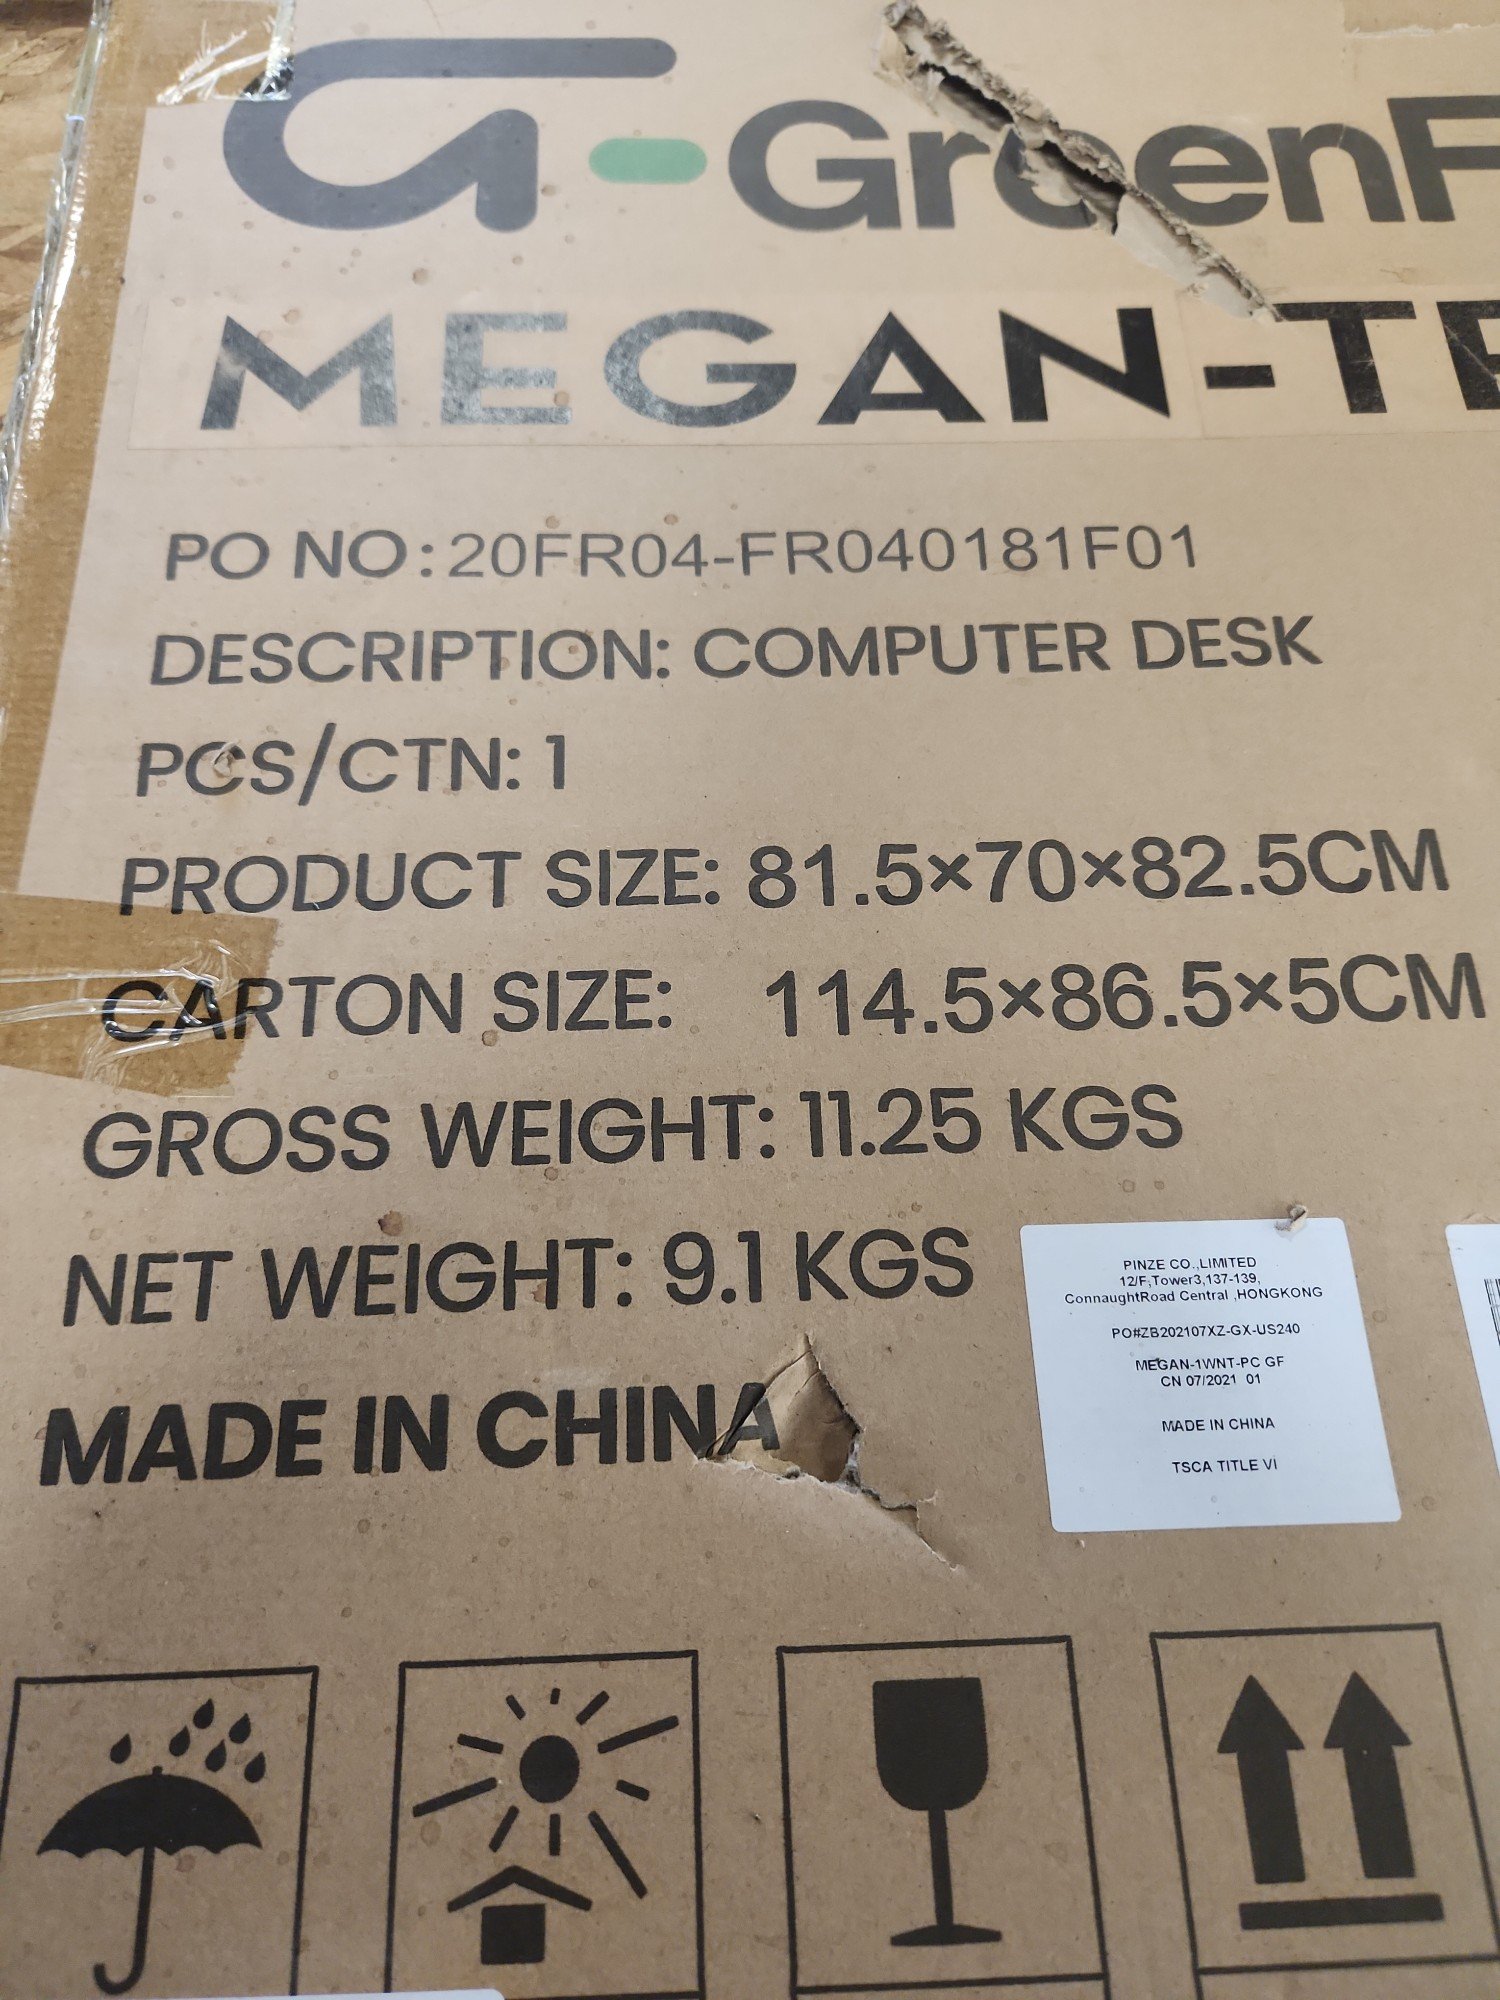 GreenF
MEGAN-TE
PO NO: 20FR04-FR040181F01
DESCRIPTION: COMPUTER DESK
PCS/CTN: 1
PRODUCT SIZE: 81.5×70×82.5CM
CARTON SIZE: 114.5×86.5×5CM
GROSS WEIGHT: 11.25 KGS
NET WEIGHT: 9.1 KGS
MADE IN CHINA
PINZE CO.,LIMITED
12/F,Tower3,137-139,
ConnaughtRoad Central ,HONGKONG
PO#ZB202107XZ-GX-US240
MEGAN-1WNT-PC GF
CN 07/2021 01
MADE IN CHINA
TSCA TITLE VI